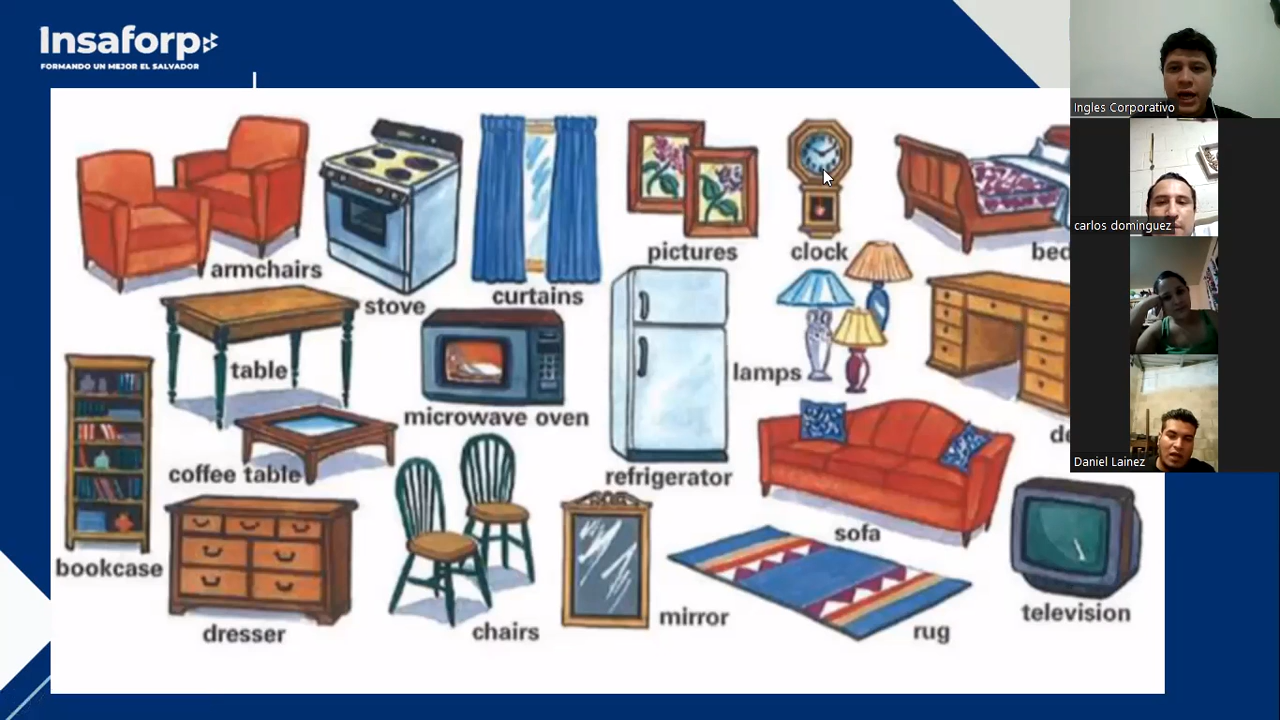 Insaforp
FORMANDO UN MEJOR EL SALVADOR
Ingles Corporativo
carlos dominguez
Daniel Lainez
armchairs
stove
curtains
pictures
clock
bed
table
microwave oven
lamps
coffee table
refrigerator
sofa
bookcase
dresser
chairs
mirror
rug
television